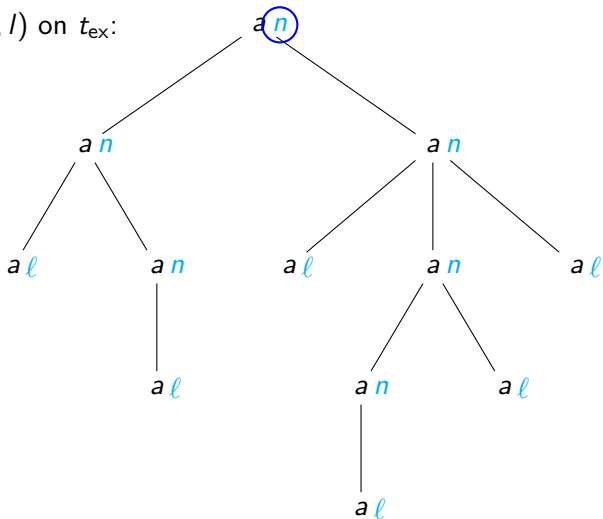 , l) on t_ex:
a n
a n a n
a ℓ a n a ℓ a n a ℓ
a ℓ a n a ℓ
a ℓ